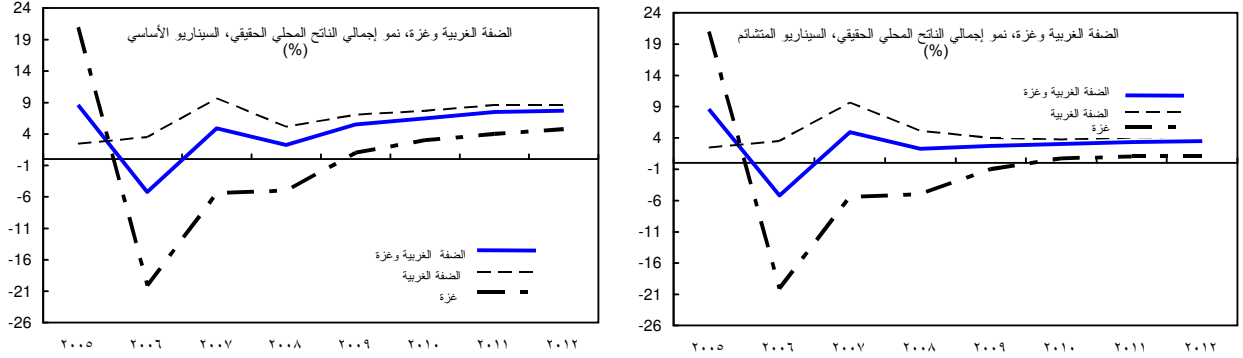 الضفة الغربية وغزة، نمو إجمالي الناتج المحلي الحقيقي، السيناريو الأساسي
(%)
24
19
14
9
4
-1
-6
-11
-16
-21
-26
الضفة الغربية وغزة
الضفة الغربية
غزة
٢٠٠٥ ٢٠٠٦ ٢٠٠٧ ٢٠٠٨ ٢٠٠٩ ٢٠١٠ ٢٠١١ ٢٠١٢
الضفة الغربية وغزة، نمو إجمالي الناتج المحلي الحقيقي، السيناريو المتشائم
(%)
24
19
14
9
4
-1
-6
-11
-16
-21
-26
الضفة الغربية وغزة
الضفة الغربية
غزة
٢٠٠٥ ٢٠٠٦ ٢٠٠٧ ٢٠٠٨ ٢٠٠٩ ٢٠١٠ ٢٠١١ ٢٠١٢